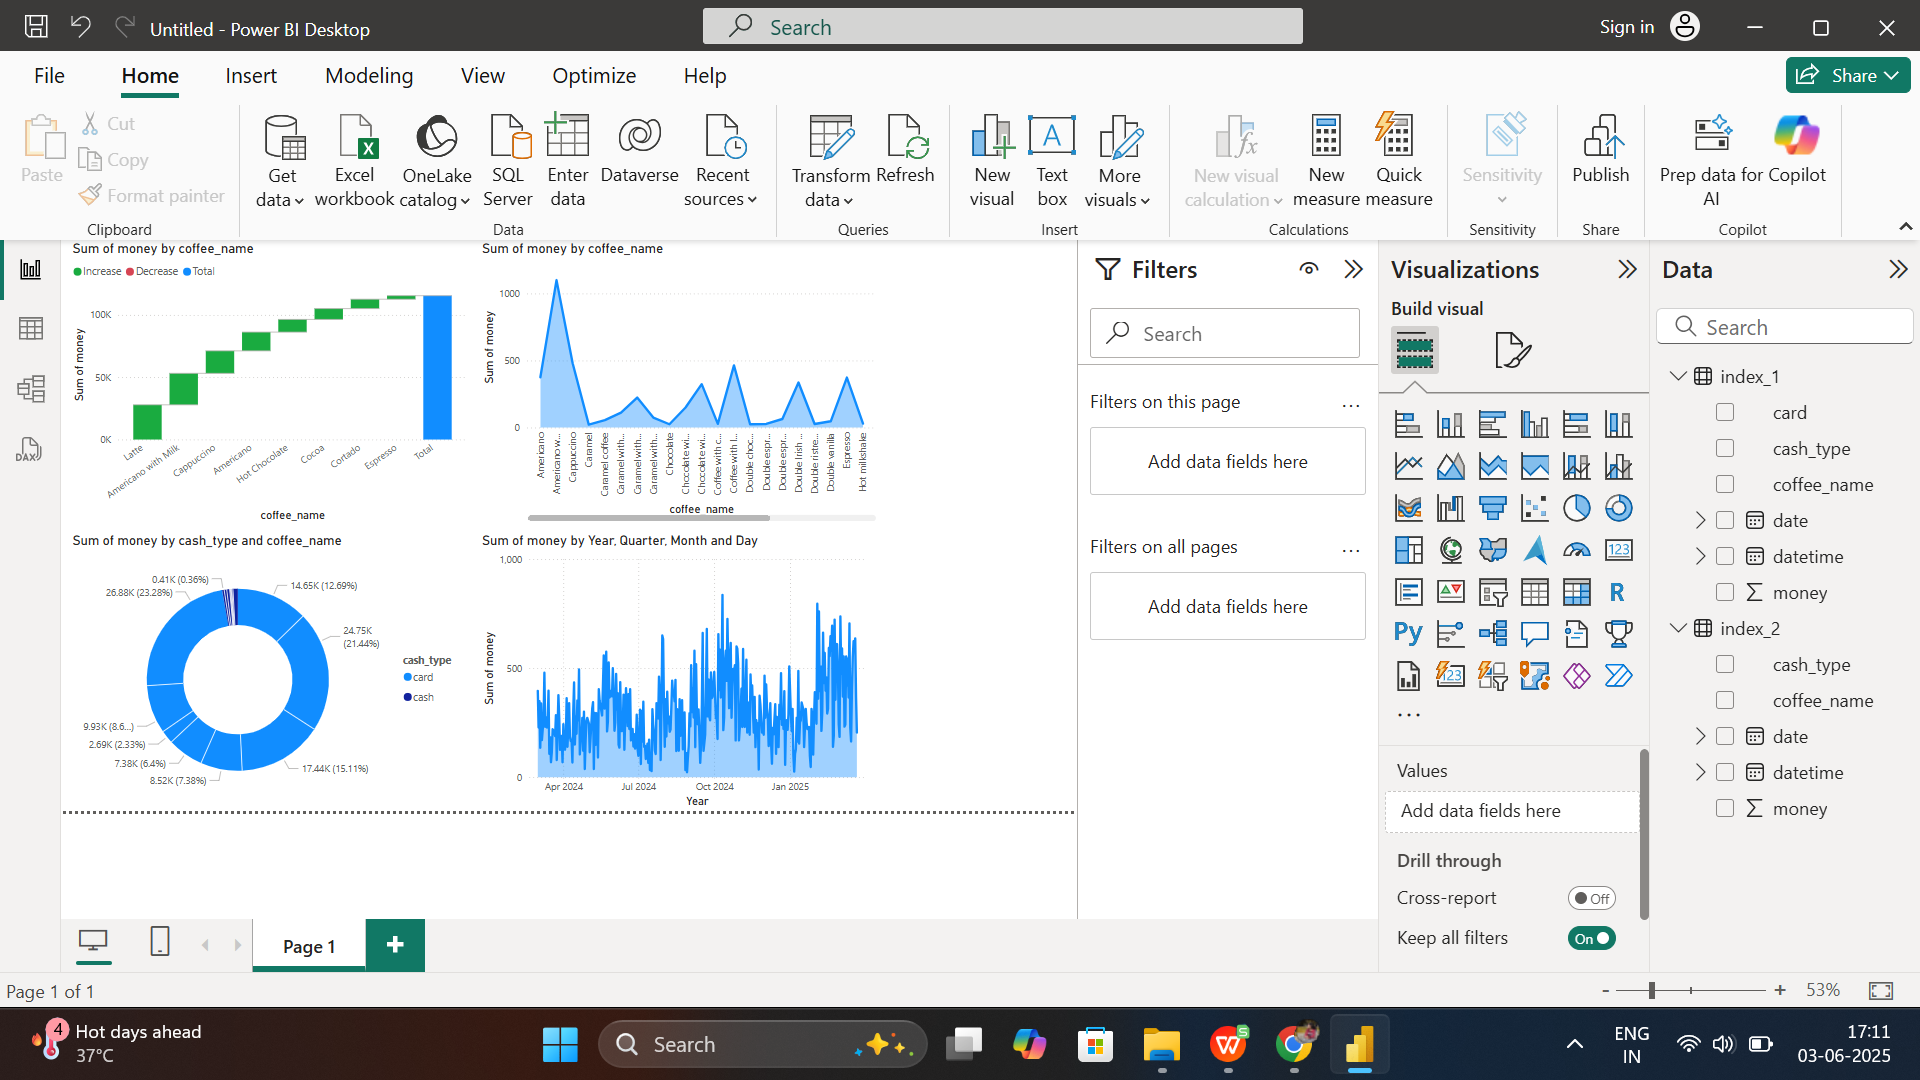 Untitled - Power BI Desktop
Search
Sign in
File Home Insert Modeling View Optimize Help
Share
Paste
Cut
Copy
Format painter
Clipboard
Get data
Excel workbook
OneLake catalog
SQL Server
Enter data
Dataverse
Recent sources
Data
Transform data
Refresh
Queries
New visual
Text box
More visuals
Insert
New visual calculation
New measure
Quick measure
Calculations
Sensitivity
Sensitivity
Publish
Share
Prep data for AI
Copilot
Copilot
Sum of money by coffee_name
Increase Decrease Total
Sum of money
100K
50K
0K
Latte
Americano with Milk
Cappuccino
Americano
Hot Chocolate
Cocoa
Cortado
Espresso
Total
coffee_name
Sum of money by coffee_name
Sum of money
1000
500
0
Americano
Americano w...
Cappuccino
Caramel
Caramel coffee
Caramel with...
Caramel with...
Caramel with...
Chocolate
Chocolate wi...
Chocolate wi...
Coffee with c...
Coffee with I...
Double choc...
Double espr...
Double espr...
Double Irish ...
Double ristre...
Double vanilla
Espresso
Hot milkshake
coffee_name
Sum of money by cash_type and coffee_name
0.41K (0.36%)
26.88K (23.28%)
14.65K (12.69%)
24.75K
(21.44%)
17.44K (15.11%)
8.52K (7.38%)
7.38K (6.4%)
2.69K (2.33%)
9.93K (8.6...)
cash_type
card
cash
Sum of money by Year, Quarter, Month and Day
Sum of money
1,000
500
0
Apr 2024 Jul 2024 Oct 2024 Jan 2025
Year
Filters
Search
Filters on this page ...
Add data fields here
Filters on all pages ...
Add data fields here
Visualizations
Build visual
123
R
Py
123
...
Values
Add data fields here
Drill through
Cross-report Off
Keep all filters On
Data
Search
index_1
card
cash_type
coffee_name
date
datetime
money
index_2
cash_type
coffee_name
date
datetime
money
Page 1
+
Page 1 of 1
- + 53%
4
Hot days ahead
37°C
Search
ENG
IN
17:11
03-06-2025